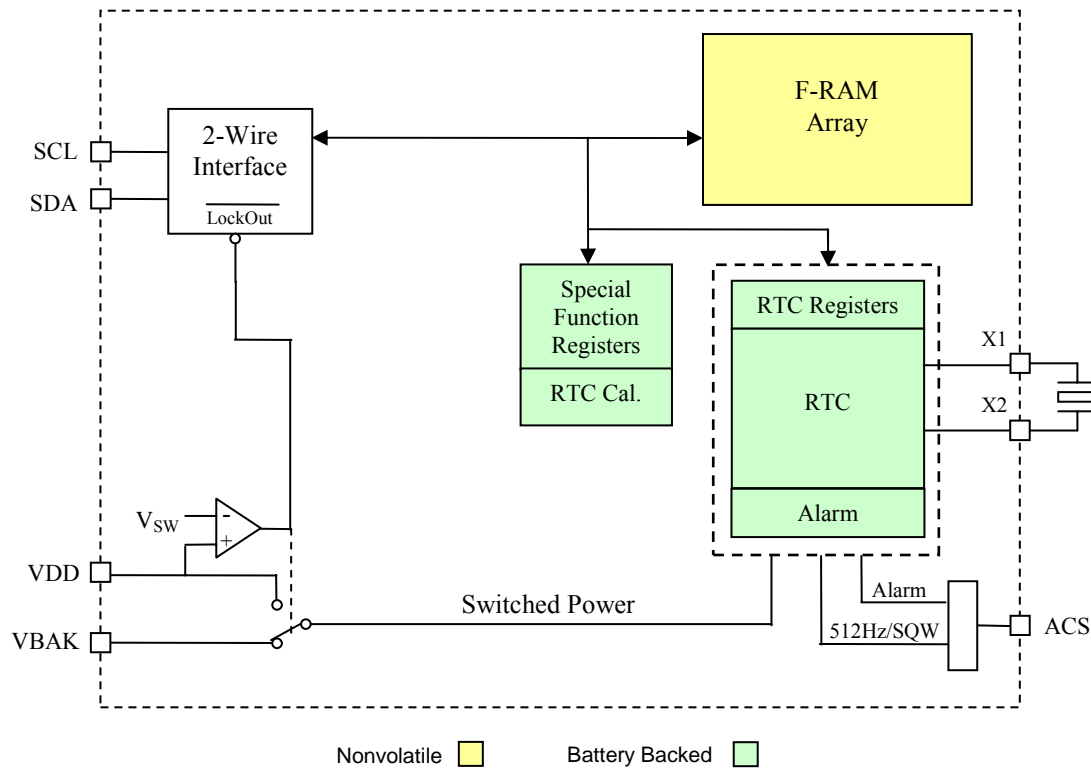 F-RAM
Array
2-Wire
Interface
LockOut
SCL
SDA
Special
Function
Registers
RTC Cal.
RTC Registers
RTC
Alarm
X1
X2
VSW
-
+
VDD
VBAK
Switched Power
Alarm
512Hz/SQW
ACS
Nonvolatile
Battery Backed